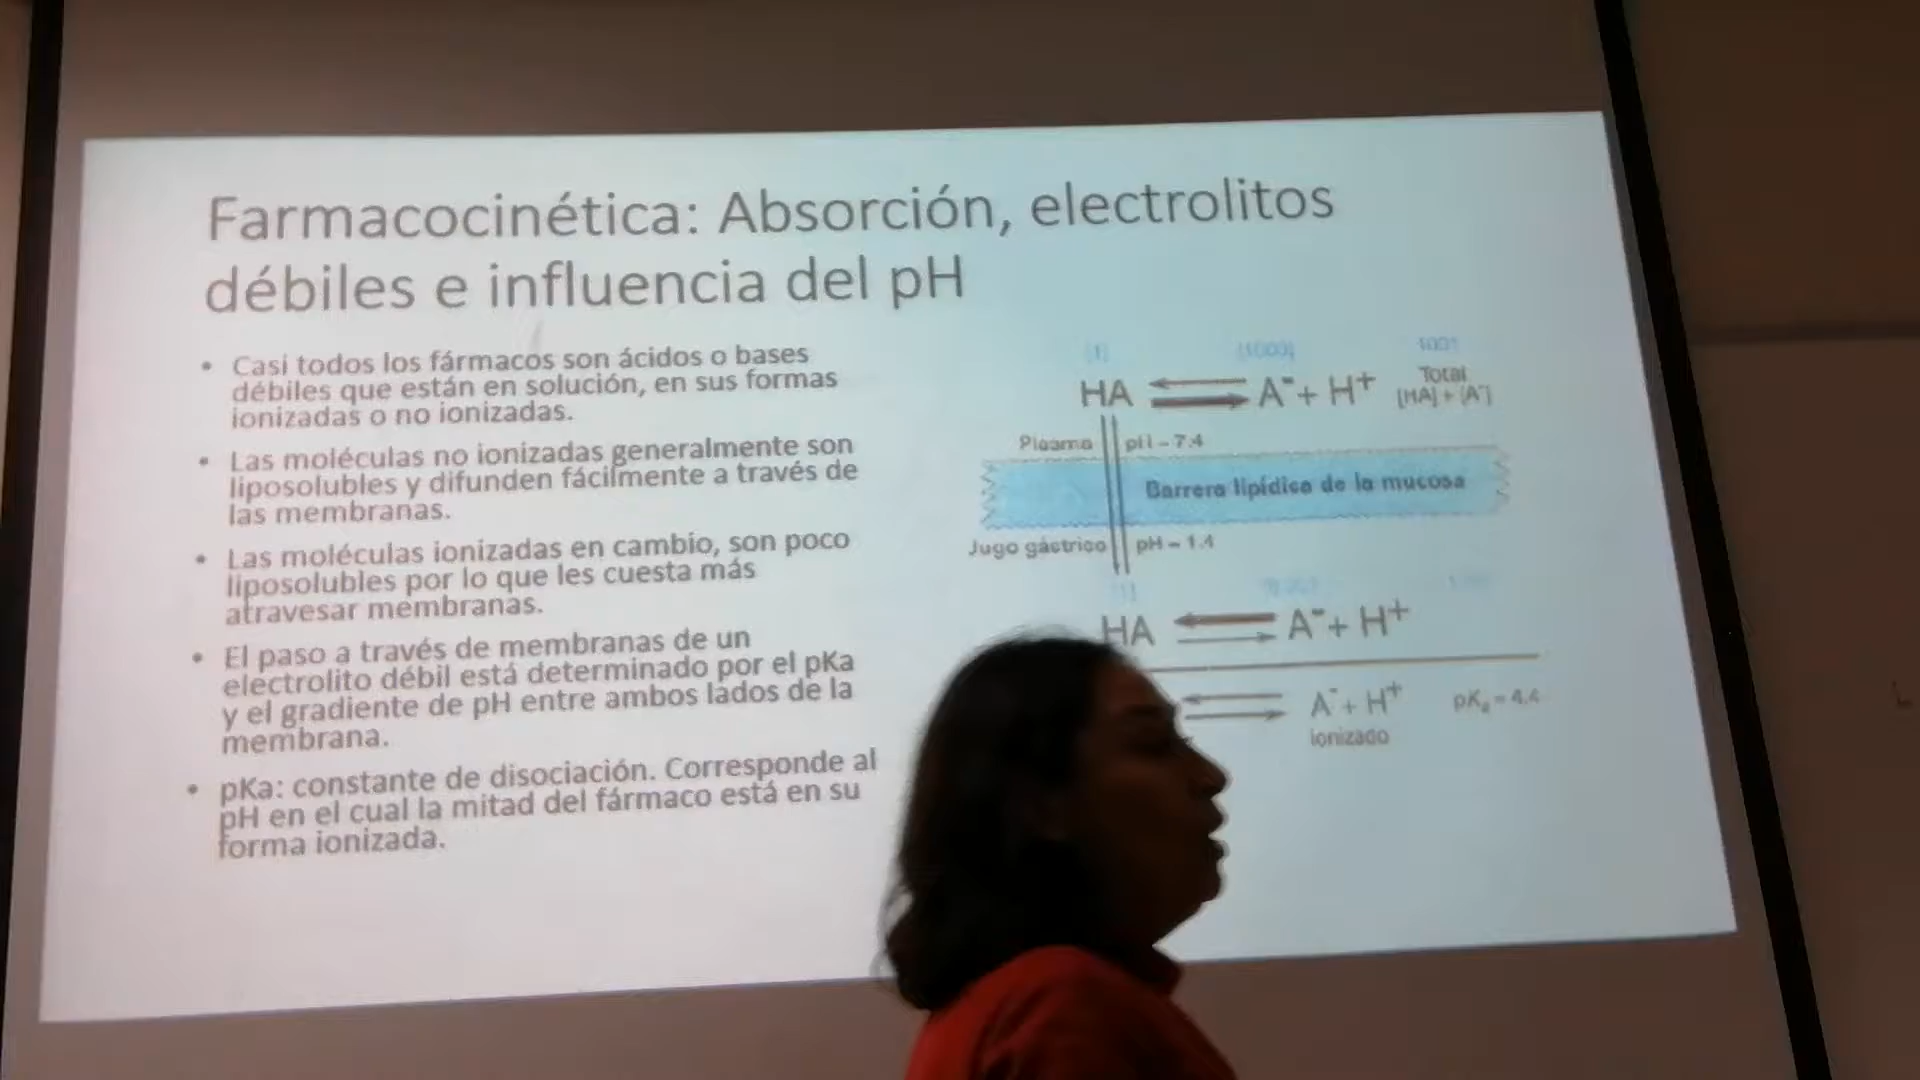 Farmacocinética: Absorción, electrolitos
débiles e influencia del pH
• Casi todos los fármacos son ácidos o bases
débiles que están en solución, en sus formas
ionizadas o no ionizadas.
• Las moléculas no ionizadas generalmente son
liposolubles y difunden fácilmente a través de
las membranas.
• Las moléculas ionizadas en cambio, son poco
liposolubles por lo que les cuesta más
atravesar membranas.
• El paso a través de membranas de un
electrolito débil está determinado por el pKa
y el gradiente de pH entre ambos lados de la
membrana.
• pKa: constante de disociación. Corresponde al
pH en el cual la mitad del fármaco está en su
forma ionizada.
[1] [1000] 1001
HA A⁻ + H⁺ Total
[HA] + [A⁻]
Plasma pH = 7.4
Barrera lipídica de la mucosa
Jugo gástrico pH = 1.4
[1]
HA A⁻ + H⁺
A⁻ + H⁺ pKₐ = 4.4
ionizado